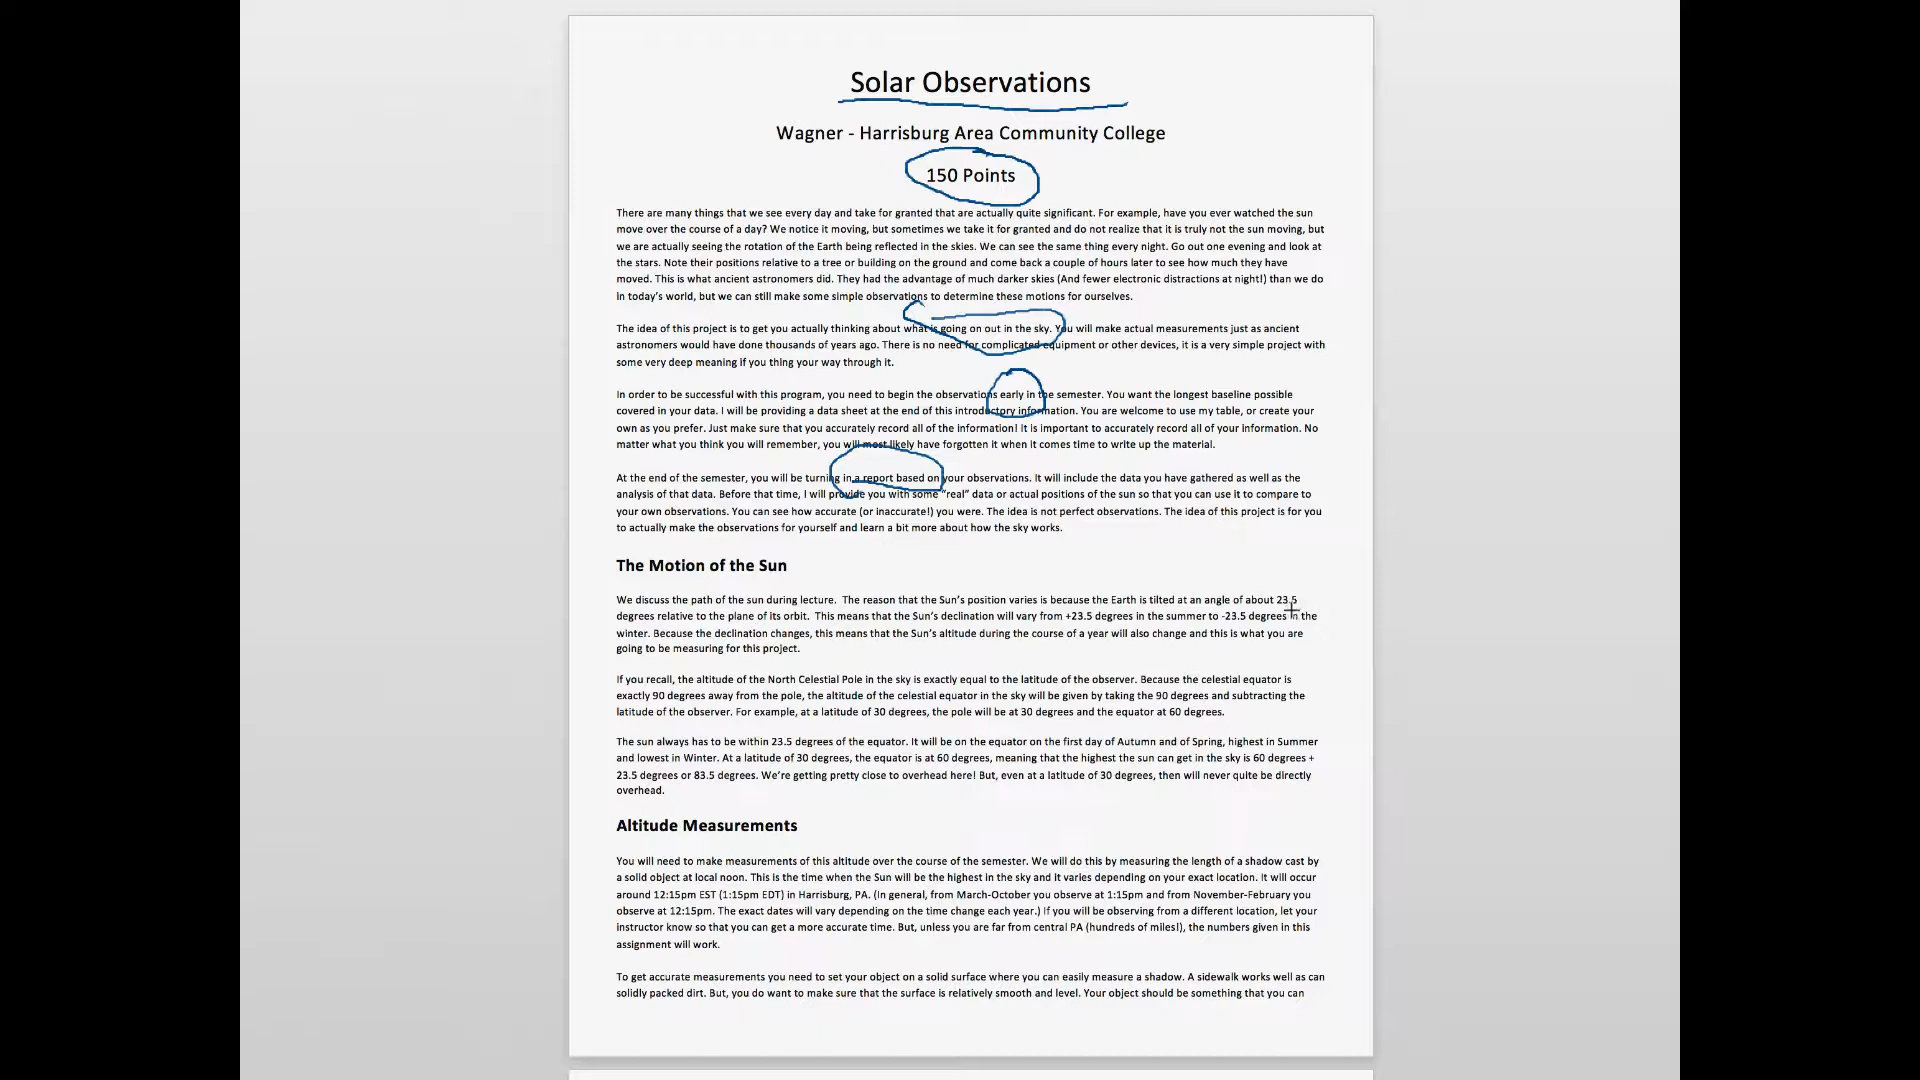 Solar Observations
Wagner - Harrisburg Area Community College
150 Points
There are many things that we see every day and take for granted that are actually quite significant. For example, have you ever watched the sun
move over the course of a day? We notice it moving, but sometimes we take it for granted and do not realize that it is truly not the sun moving, but
we are actually seeing the rotation of the Earth being reflected in the skies. We can see the same thing every night. Go out one evening and look at
the stars. Note their positions relative to a tree or building on the ground and come back a couple of hours later to see how much they have
moved. This is what ancient astronomers did. They had the advantage of much darker skies (And fewer electronic distractions at night!) than we do
in today's world, but we can still make some simple observations to determine these motions for ourselves.
The idea of this project is to get you actually thinking about what is going on out in the sky. You will make actual measurements just as ancient
astronomers would have done thousands of years ago. There is no need for complicated equipment or other devices, it is a very simple project with
some very deep meaning if you thing your way through it.
In order to be successful with this program, you need to begin the observations early in the semester. You want the longest baseline possible
covered in your data. I will be providing a data sheet at the end of this introductory information. You are welcome to use my table, or create your
own as you prefer. Just make sure that you accurately record all of the information! It is important to accurately record all of your information. No
matter what you think you will remember, you will most likely have forgotten it when it comes time to write up the material.
At the end of the semester, you will be turning in a report based on your observations. It will include the data you have gathered as well as the
analysis of that data. Before that time, I will provide you with some "real" data or actual positions of the sun so that you can use it to compare to
your own observations. You can see how accurate (or inaccurate!) you were. The idea is not perfect observations. The idea of this project is for you
to actually make the observations for yourself and learn a bit more about how the sky works.
The Motion of the Sun
We discuss the path of the sun during lecture.  The reason that the Sun's position varies is because the Earth is tilted at an angle of about 23.5
degrees relative to the plane of its orbit.  This means that the Sun's declination will vary from +23.5 degrees in the summer to -23.5 degrees in the
winter. Because the declination changes, this means that the Sun's altitude during the course of a year will also change and this is what you are
going to be measuring for this project.
If you recall, the altitude of the North Celestial Pole in the sky is exactly equal to the latitude of the observer. Because the celestial equator is
exactly 90 degrees away from the pole, the altitude of the celestial equator in the sky will be given by taking the 90 degrees and subtracting the
latitude of the observer. For example, at a latitude of 30 degrees, the pole will be at 30 degrees and the equator at 60 degrees.
The sun always has to be within 23.5 degrees of the equator. It will be on the equator on the first day of Autumn and of Spring, highest in Summer
and lowest in Winter. At a latitude of 30 degrees, the equator is at 60 degrees, meaning that the highest the sun can get in the sky is 60 degrees +
23.5 degrees or 83.5 degrees. We're getting pretty close to overhead here! But, even at a latitude of 30 degrees, then will never quite be directly
overhead.
Altitude Measurements
You will need to make measurements of this altitude over the course of the semester. We will do this by measuring the length of a shadow cast by
a solid object at local noon. This is the time when the Sun will be the highest in the sky and it varies depending on your exact location. It will occur
around 12:15pm EST (1:15pm EDT) in Harrisburg, PA. (In general, from March-October you observe at 1:15pm and from November-February you
observe at 12:15pm. The exact dates will vary depending on the time change each year.) If you will be observing from a different location, let your
instructor know so that you can get a more accurate time. But, unless you are far from central PA (hundreds of miles!), the numbers given in this
assignment will work.
To get accurate measurements you need to set your object on a solid surface where you can easily measure a shadow. A sidewalk works well as can
solidly packed dirt. But, you do want to make sure that the surface is relatively smooth and level. Your object should be something that you can